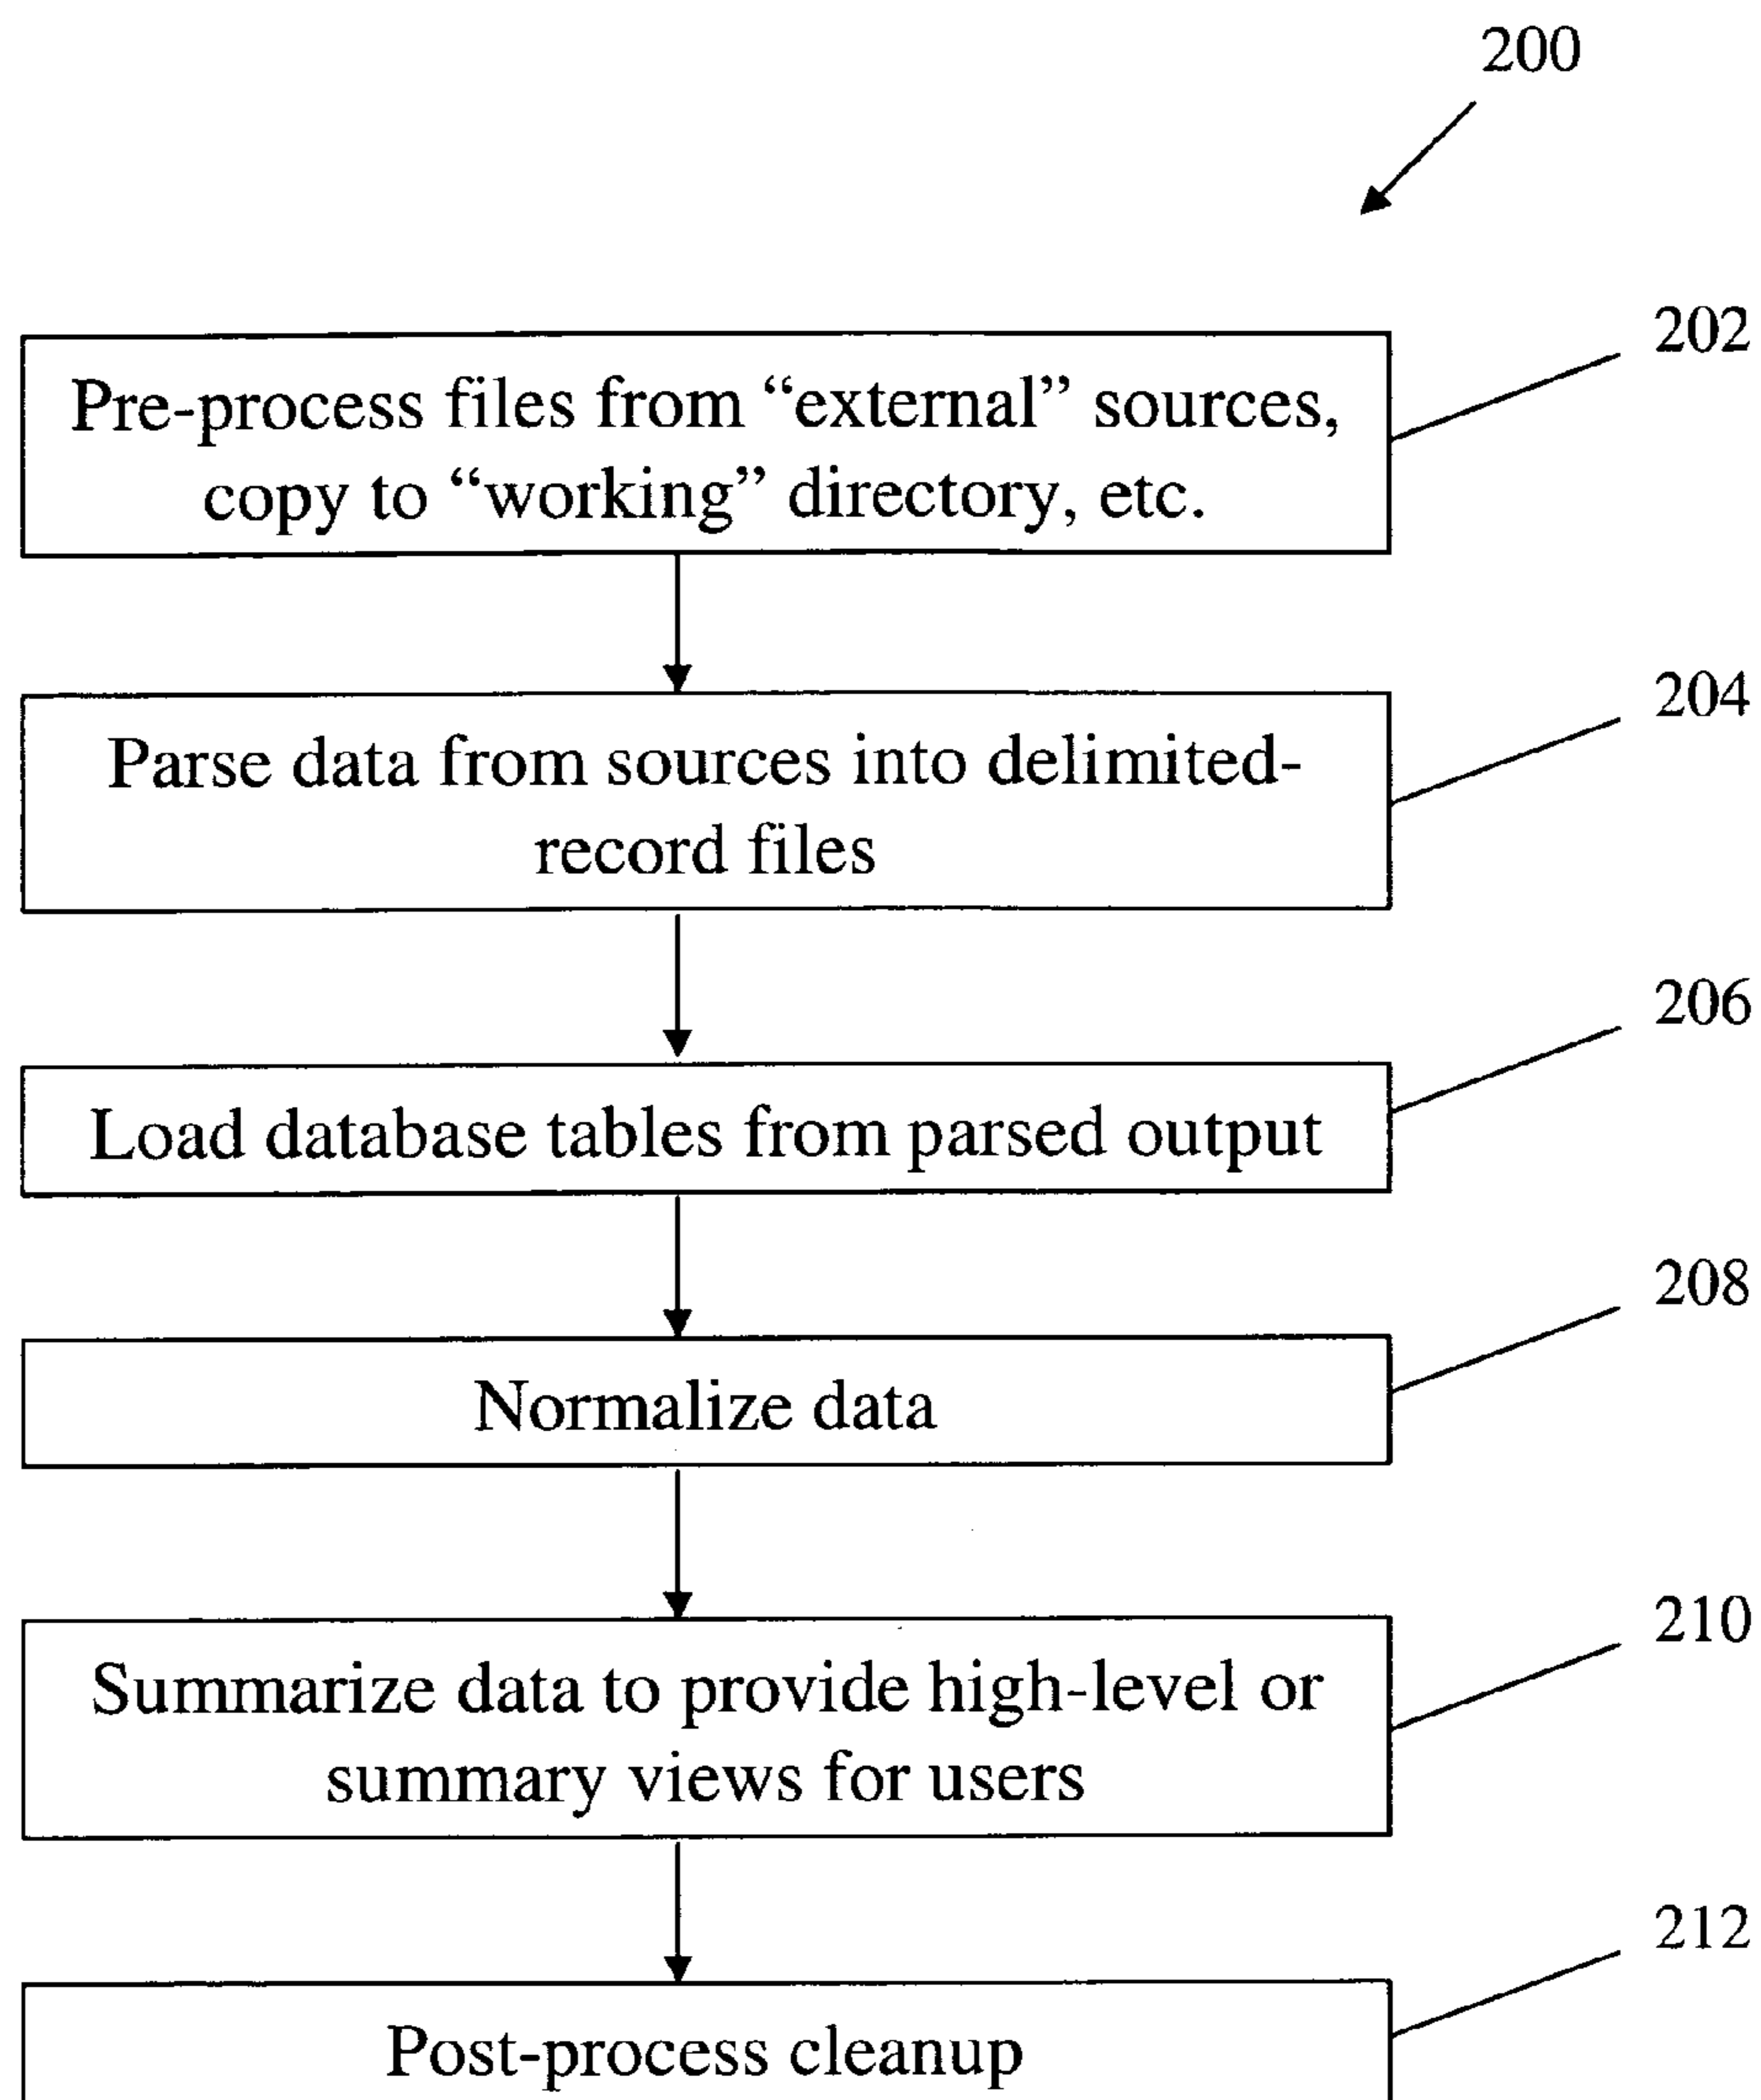 200
202
Pre-process files from “external” sources,
copy to “working” directory, etc.
204
Parse data from sources into delimited-
record files
206
Load database tables from parsed output
208
Normalize data
210
Summarize data to provide high-level or
summary views for users
212
Post-process cleanup